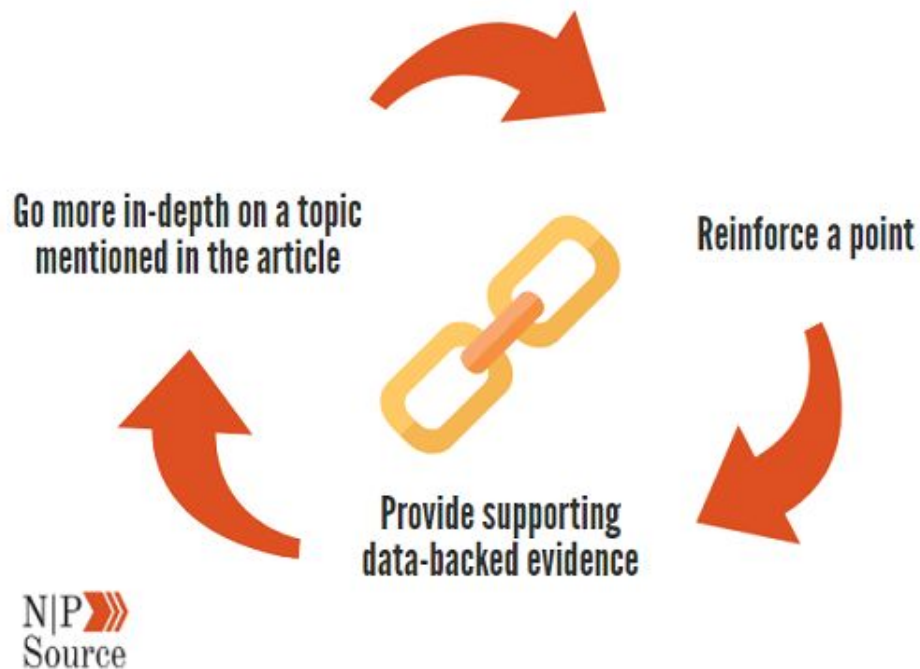 Go more in-depth on a topic
mentioned in the article
Reinforce a point
Provide supporting
data-backed evidence
N|P
Source